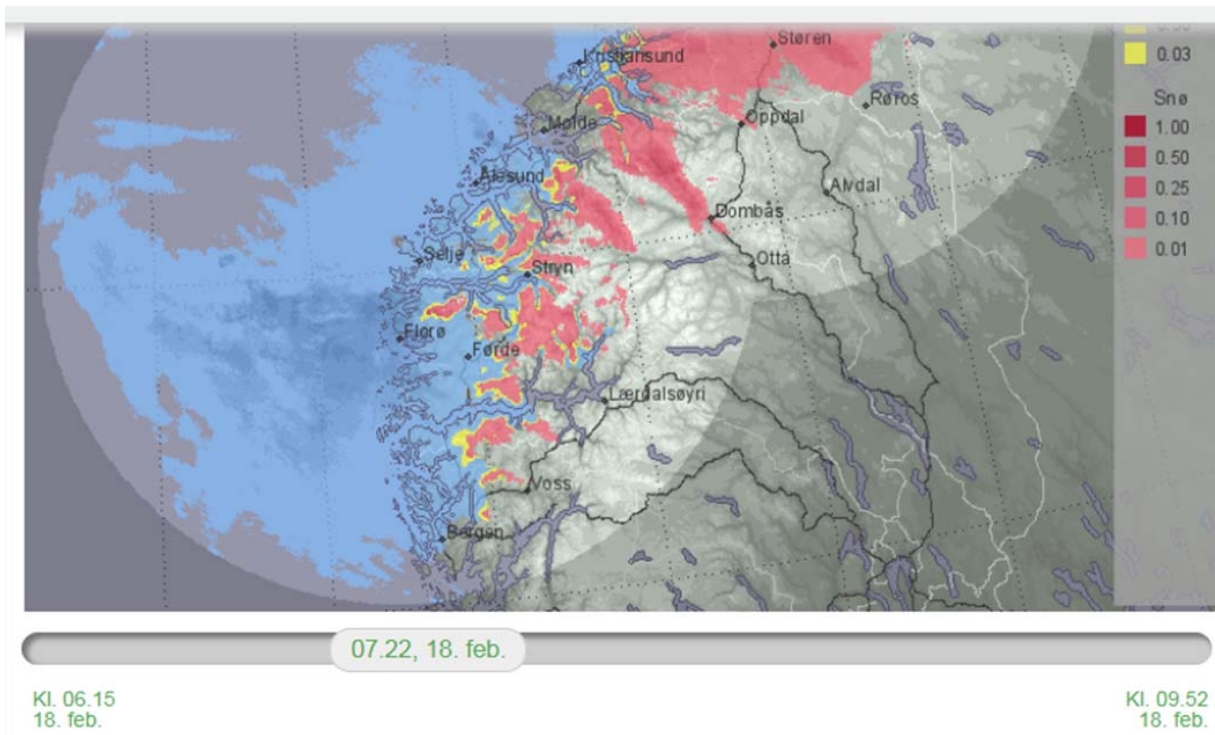 Støren
0.03
Kristiansund
Snø
Røros
Oppdal
1.00
Molde
0.50
Ålesund
0.25
Alvdal
Dombås
0.10
Selje
Stryn
Otta
0.01
Florø
Førde
Lærdalsøyri
Voss
Bergen
07.22, 18. feb.
Kl. 06.15
18. feb.
Kl. 09.52
18. feb.